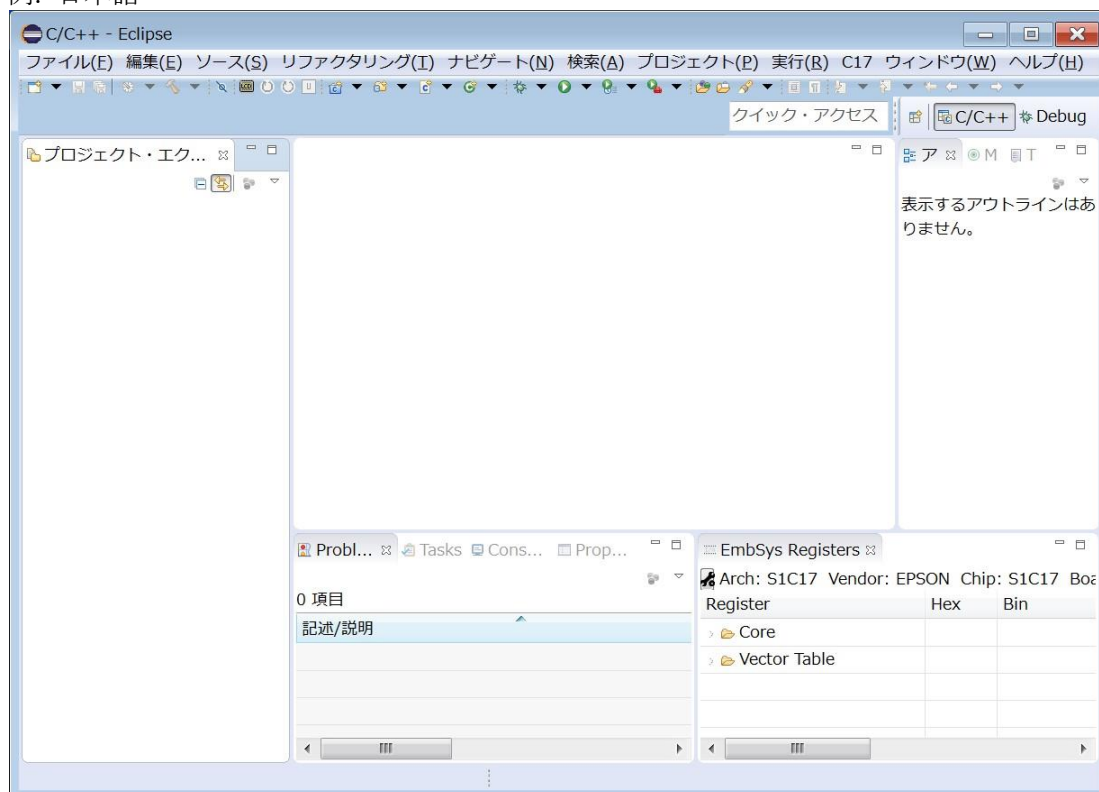 C/C++ - Eclipse
ファイル(F) 編集(E) ソース(S) リファクタリング(T) ナビゲート(N) 検索(A) プロジェクト(P) 実行(R) C17 ウィンドウ(W) ヘルプ(H)
クイック・アクセス
C/C++
Debug
プロジェクト・エク...
ア M T
表示するアウトラインはあ
りません。
Probl... Tasks Cons... Prop...
0 項目
記述/説明
EmbSys Registers
Arch: S1C17 Vendor: EPSON Chip: S1C17 Boa
Register Hex Bin
Core
Vector Table